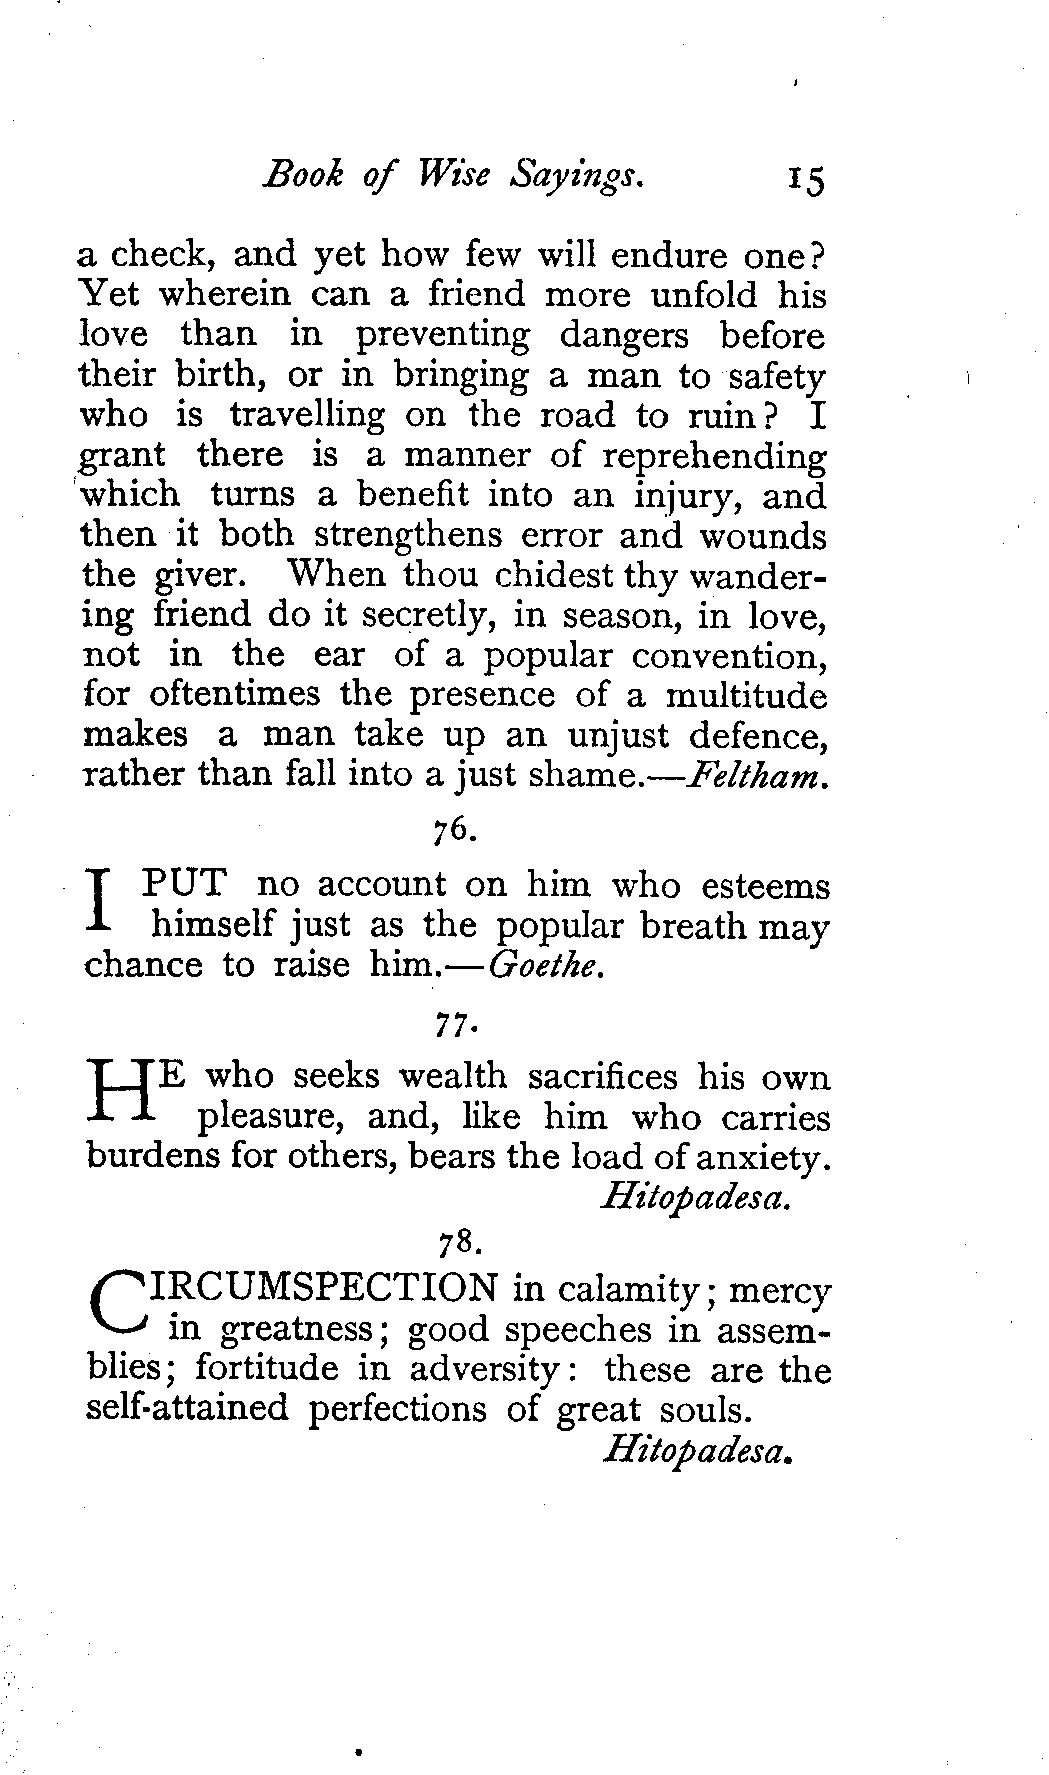 Book of Wise Sayings. 15
a check, and yet how few will endure one?
Yet wherein can a friend more unfold his
love than in preventing dangers before
their birth, or in bringing a man to safety
who is travelling on the road to ruin? I
grant there is a manner of reprehending
which turns a benefit into an injury, and
then it both strengthens error and wounds
the giver. When thou chidest thy wander-
ing friend do it secretly, in season, in love,
not in the ear of a popular convention,
for oftentimes the presence of a multitude
makes a man take up an unjust defence,
rather than fall into a just shame.—Feltham.
76.
I PUT no account on him who esteems
himself just as the popular breath may
chance to raise him.—Goethe.
77.
HE who seeks wealth sacrifices his own
pleasure, and, like him who carries
burdens for others, bears the load of anxiety.
Hitopadesa.
78.
CIRCUMSPECTION in calamity; mercy
in greatness; good speeches in assem-
blies; fortitude in adversity: these are the
self-attained perfections of great souls.
Hitopadesa.